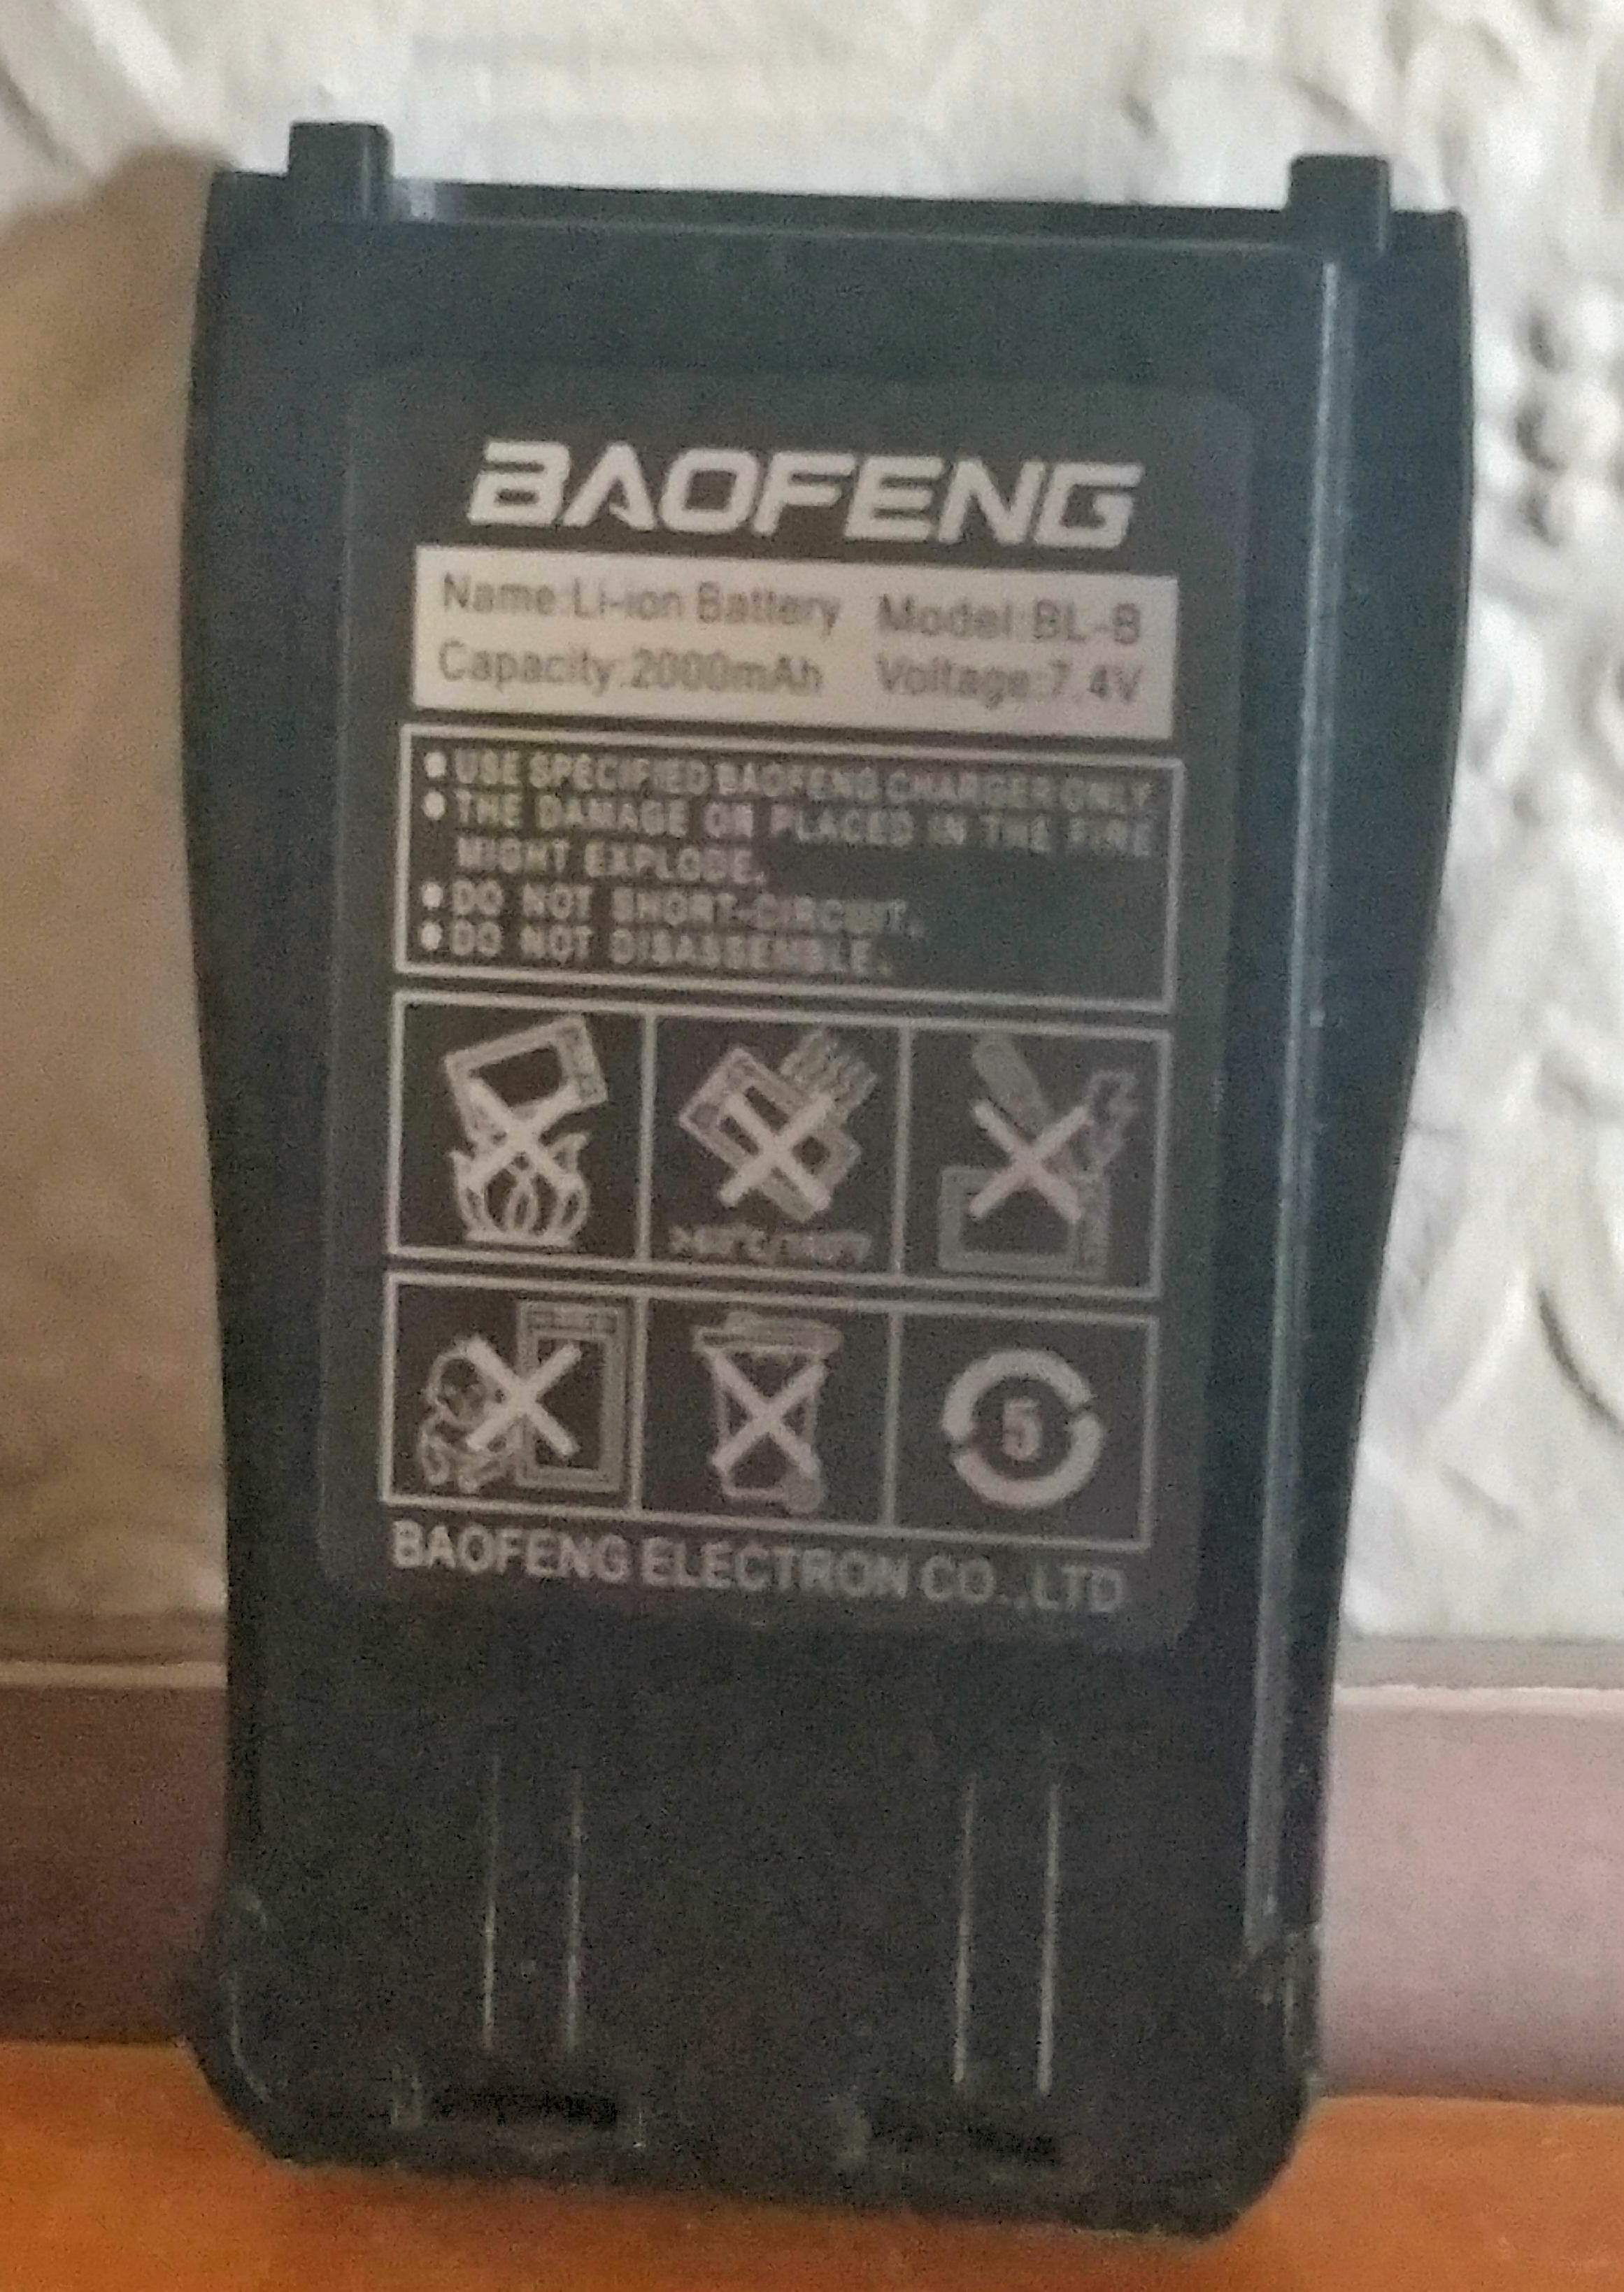 BAOFENG
Name:Li-ion Battery Model:BL-B
Capacity:2000mAh Voltage:7.4V
• USE SPECIFIED BAOFENG CHARGER ONLY
• THE DAMAGE OR PLACED IN THE FIRE
MIGHT EXPLODE.
• DO NOT SHORT-CIRCUIT.
• DO NOT DISASSEMBLE.
5
BAOFENG ELECTRON CO.,LTD